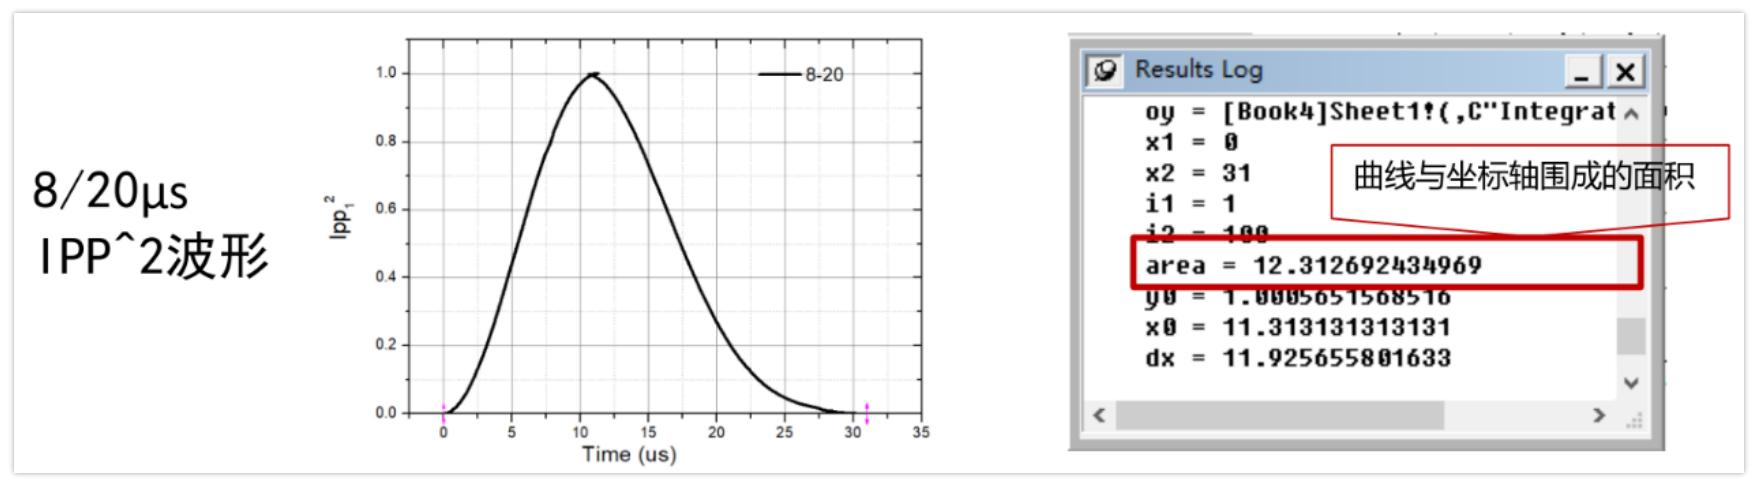 8/20μs
IPP^2波形
Ipp₁²
1.0
0.8
0.6
0.4
0.2
0.0
8-20
0 5 10 15 20 25 30 35
Time (us)
Results Log
oy = [Book4]Sheet1!(,C"Integrat
x1 = 0
x2 = 31
i1 = 1
i2 = 100
area = 12.312692434969
y0 = 1.0005651568516
x0 = 11.313131313131
dx = 11.925655801633
曲线与坐标轴围成的面积